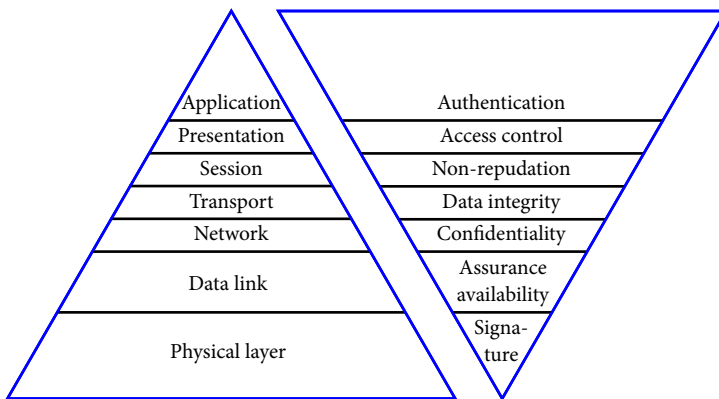 Application
Presentation
Session
Transport
Network
Data link
Physical layer
Authentication
Access control
Non-repudation
Data integrity
Confidentiality
Assurance
availability
Signa-
ture